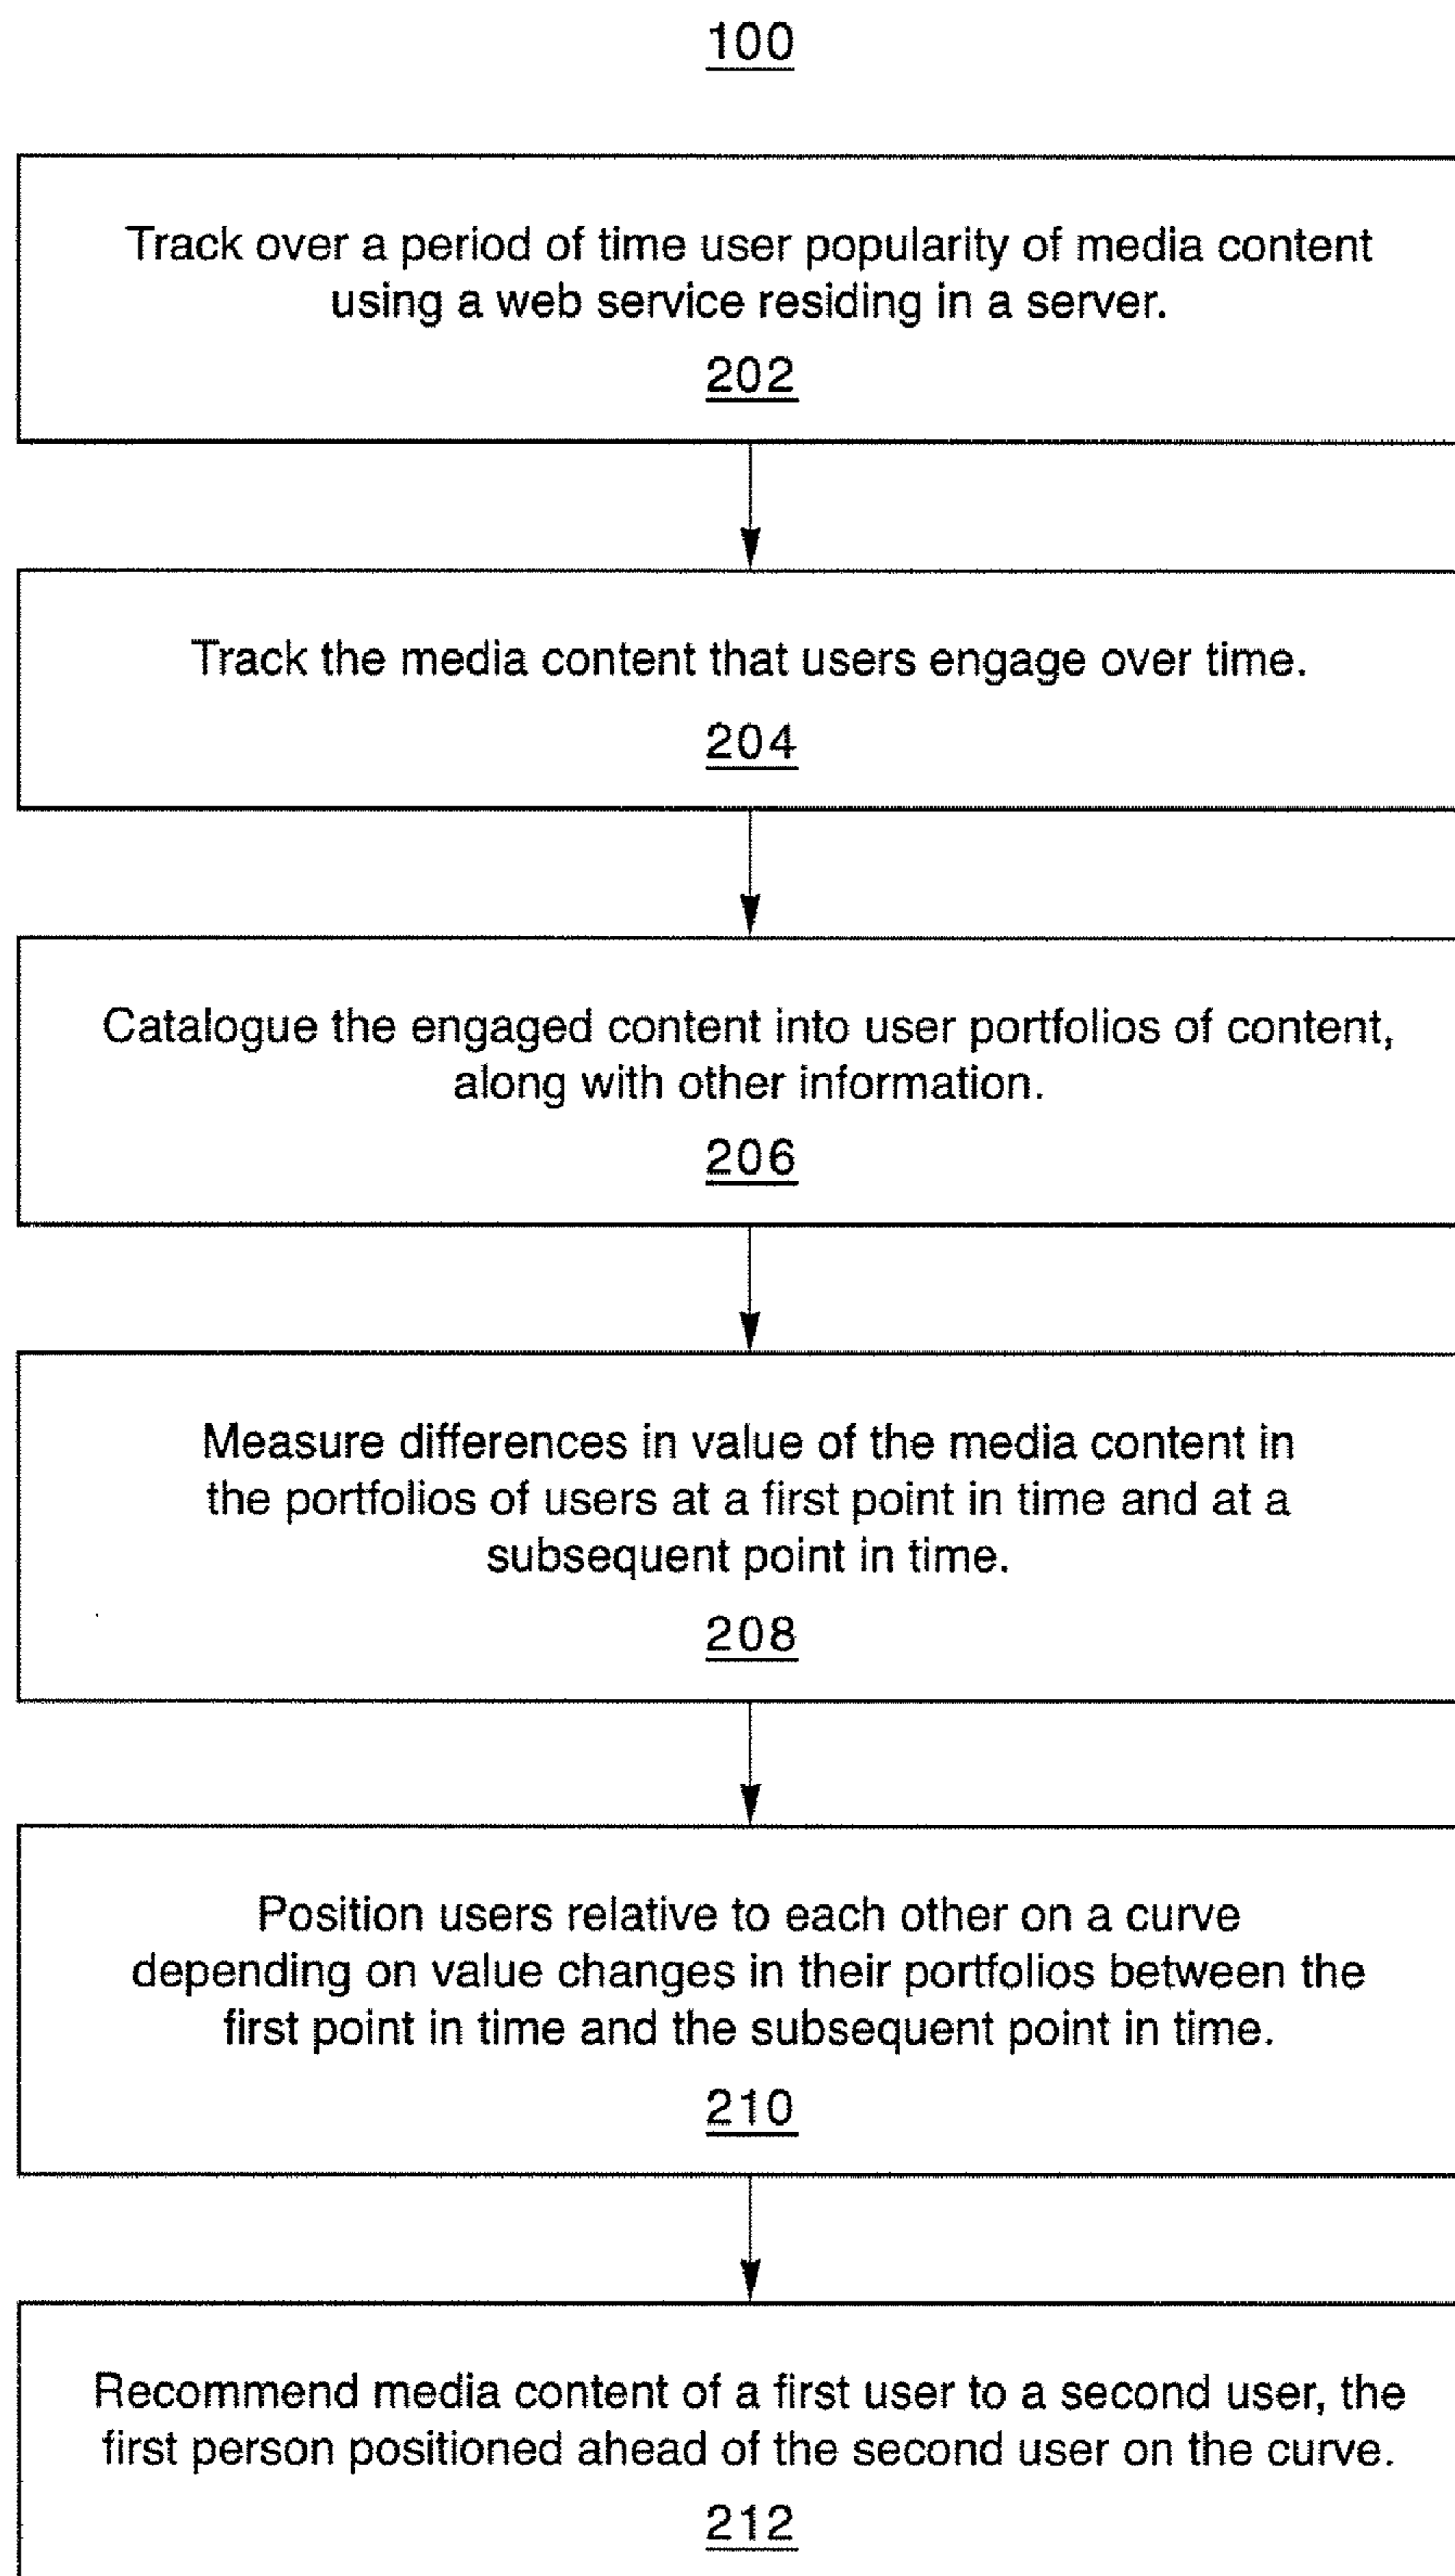 100
Track over a period of time user popularity of media content
using a web service residing in a server.
202
Track the media content that users engage over time.
204
Catalogue the engaged content into user portfolios of content,
along with other information.
206
Measure differences in value of the media content in
the portfolios of users at a first point in time and at a
subsequent point in time.
208
Position users relative to each other on a curve
depending on value changes in their portfolios between the
first point in time and the subsequent point in time.
210
Recommend media content of a first user to a second user, the
first person positioned ahead of the second user on the curve.
212